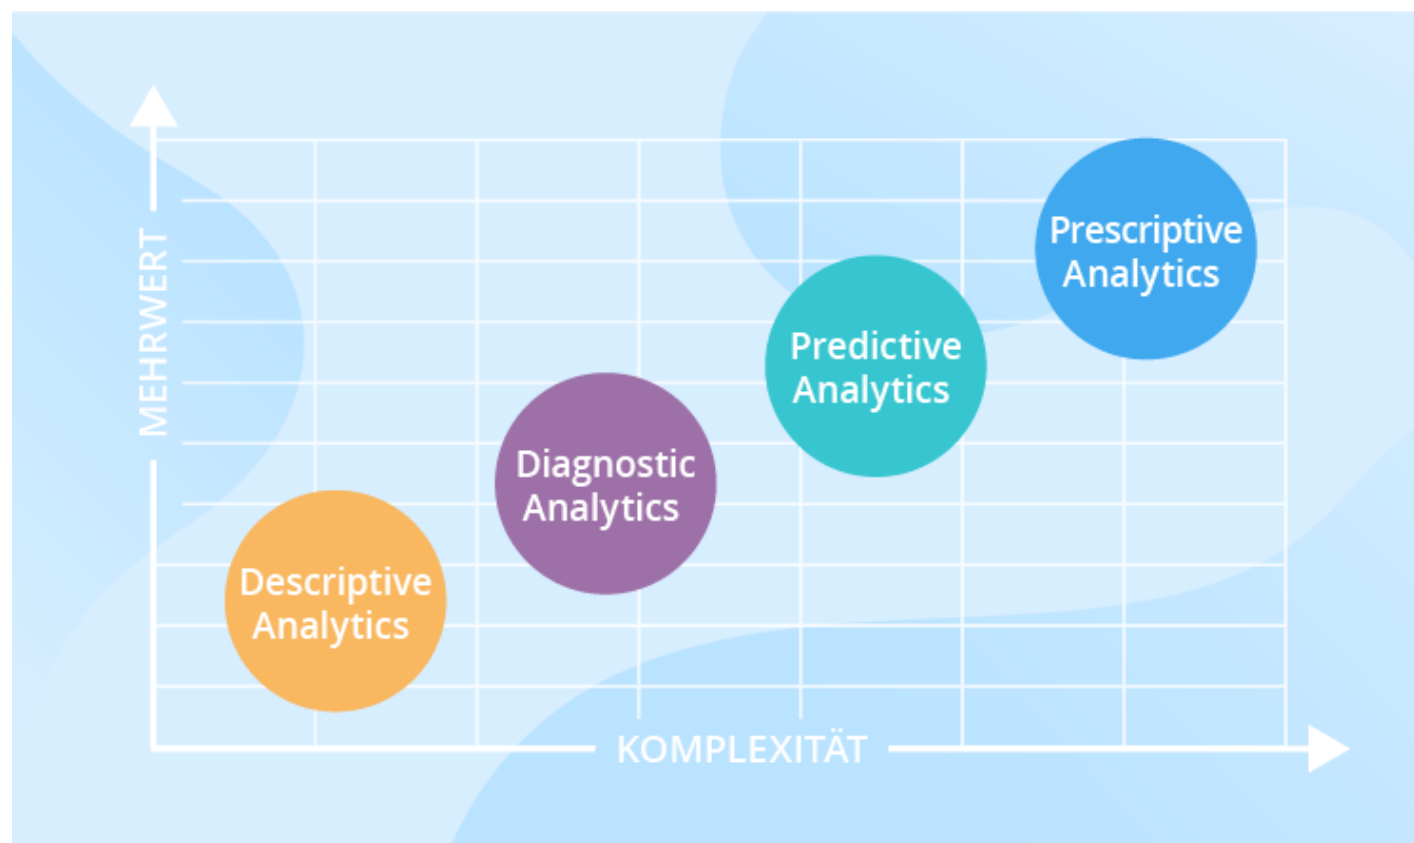 MEHRWERT
Prescriptive
Analytics
Predictive
Analytics
Diagnostic
Analytics
Descriptive
Analytics
KOMPLEXITÄT